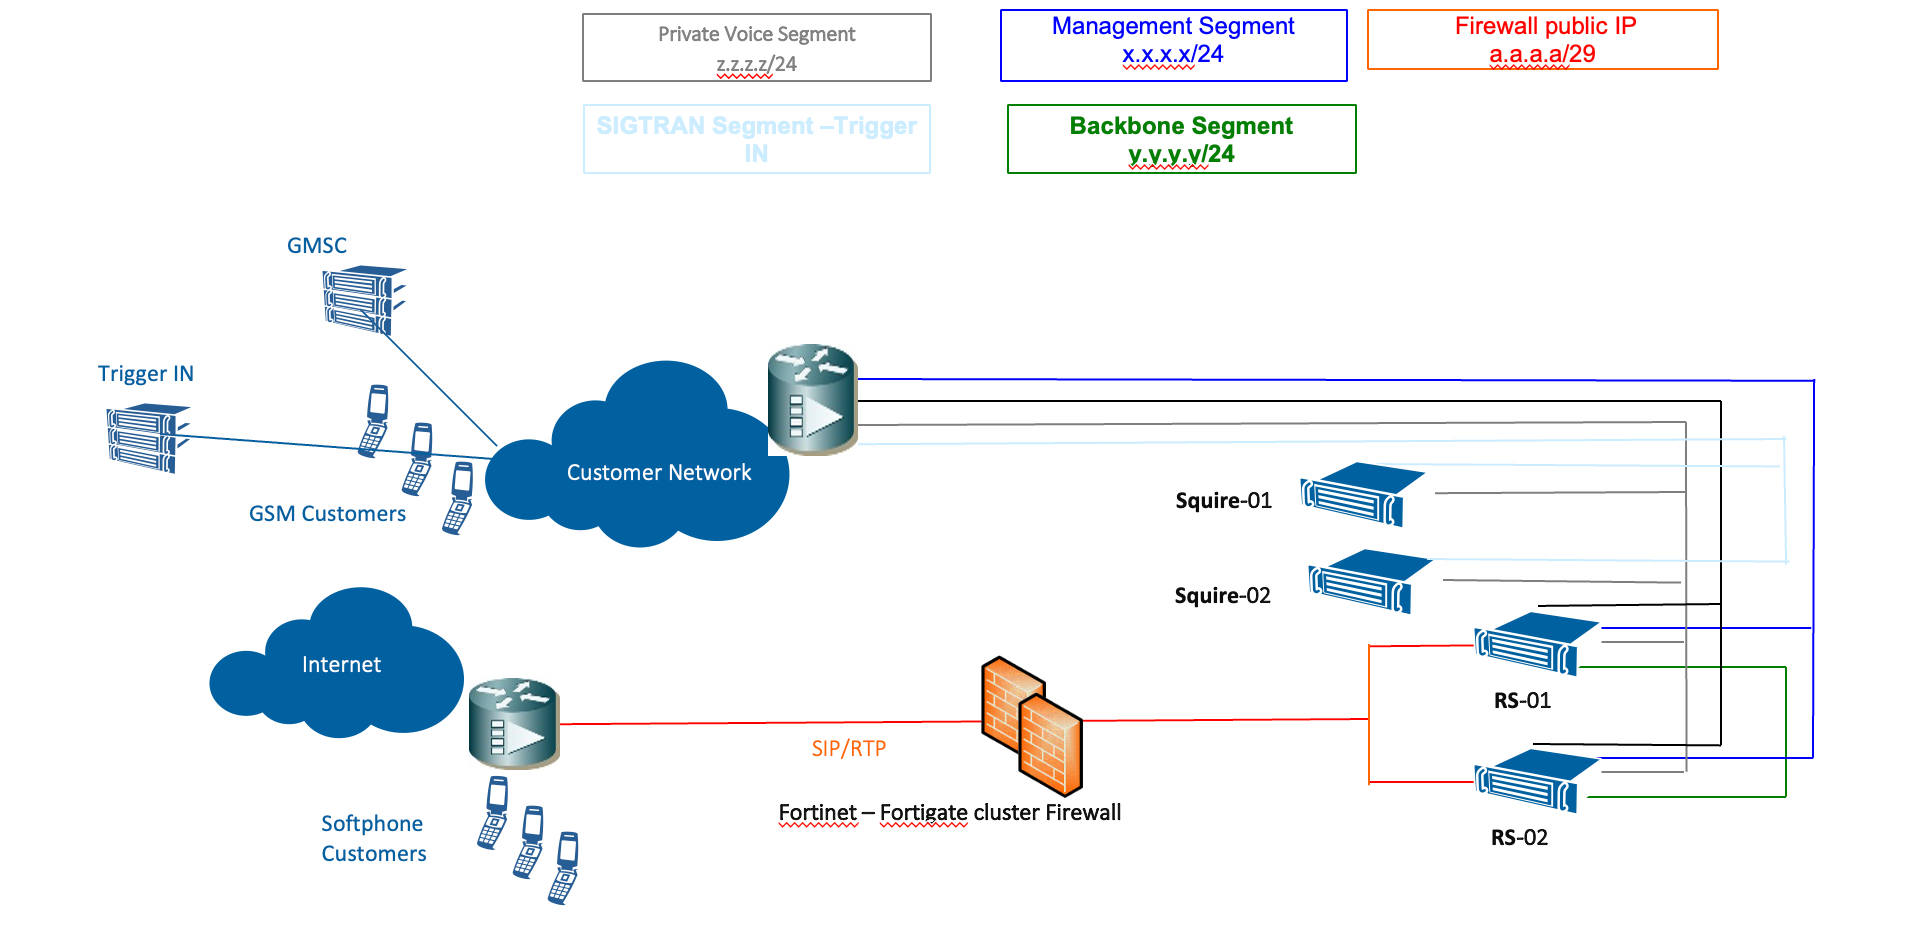 Private Voice Segment
z.z.z.z/24
Management Segment
x.x.x.x/24
Firewall public IP
a.a.a.a/29
SIGTRAN Segment –Trigger
IN
Backbone Segment
y.y.y.y/24
GMSC
Trigger IN
GSM Customers
Customer Network
Squire-01
Squire-02
Internet
RS-01
SIP/RTP
Fortinet – Fortigate cluster Firewall
Softphone
Customers
RS-02